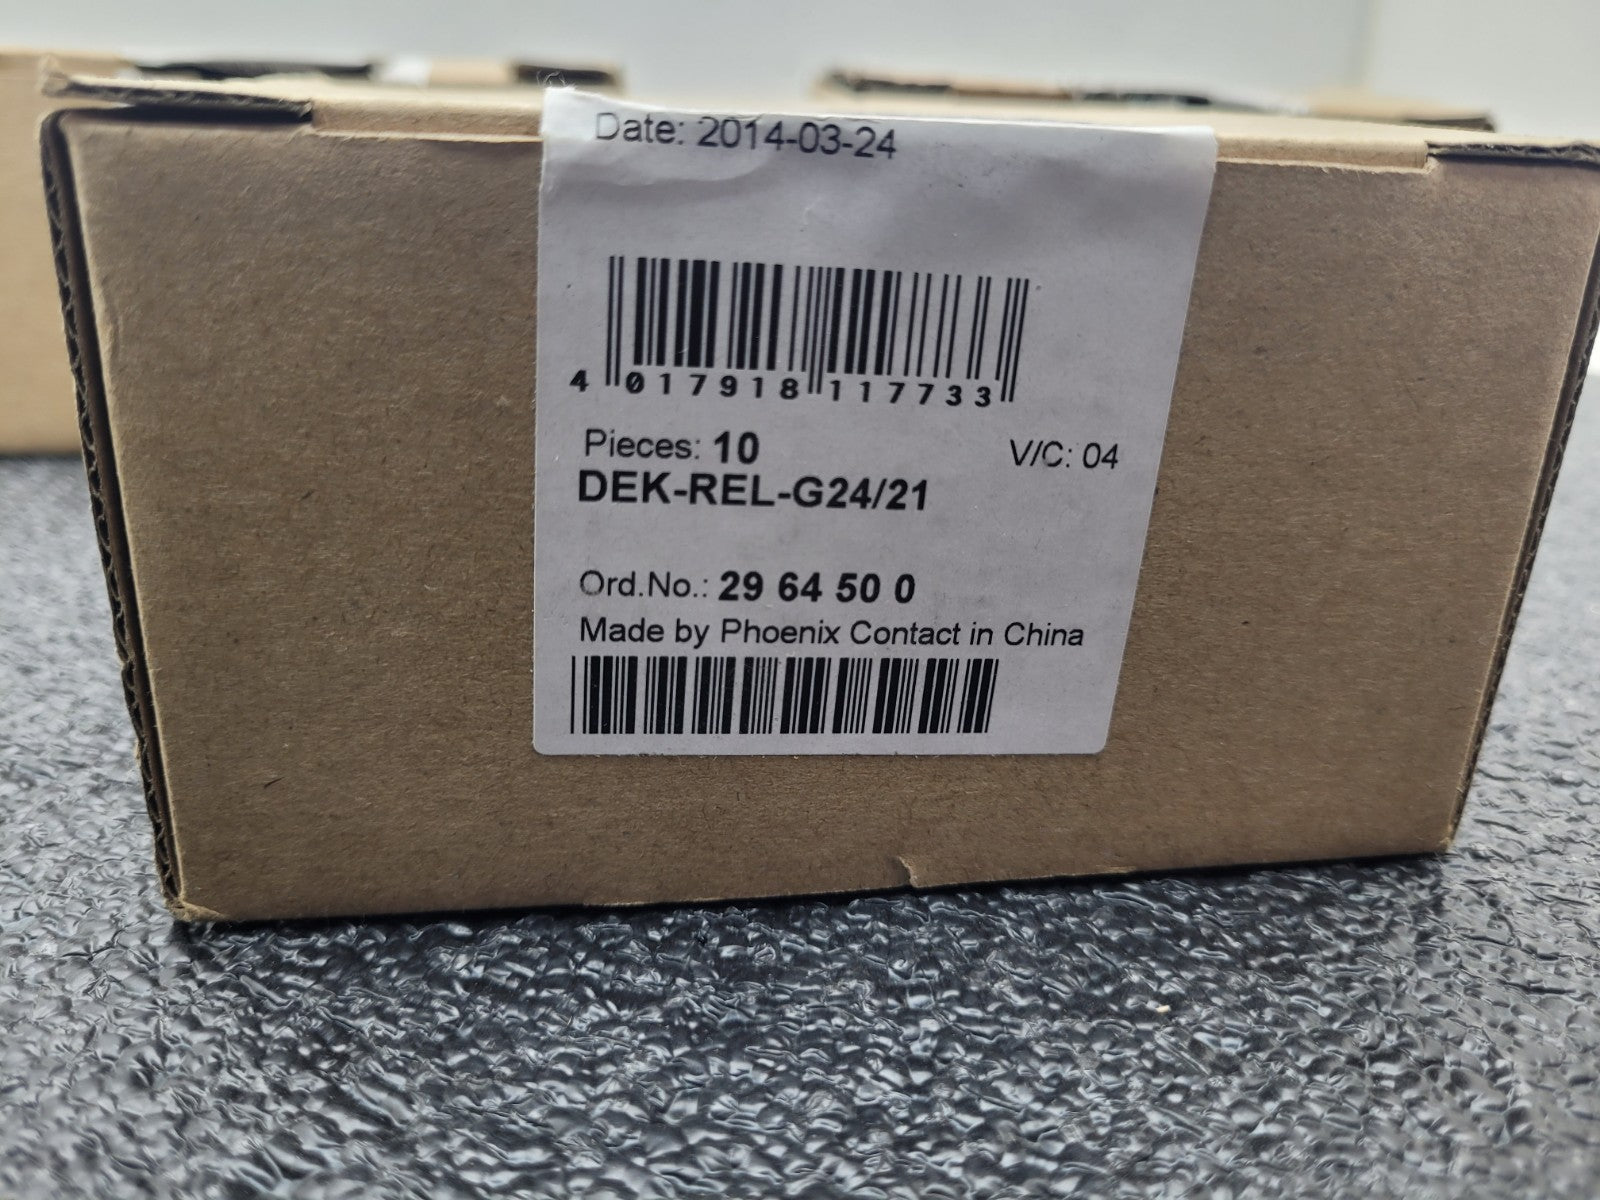 Date: 2014-03-24
4 017918 117733
Pieces: 10 V/C: 04
DEK-REL-G24/21
Ord.No.: 29 64 50 0
Made by Phoenix Contact in China